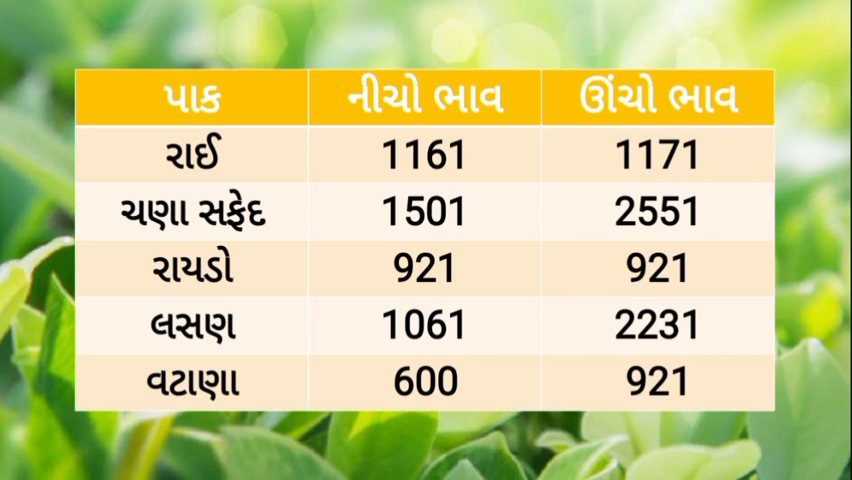 પાક નીચો ભાવ ઊંચો ભાવ
રાઈ 1161 1171
ચણા સફેદ 1501 2551
રાયડો 921 921
લસણ 1061 2231
વટાણા 600 921